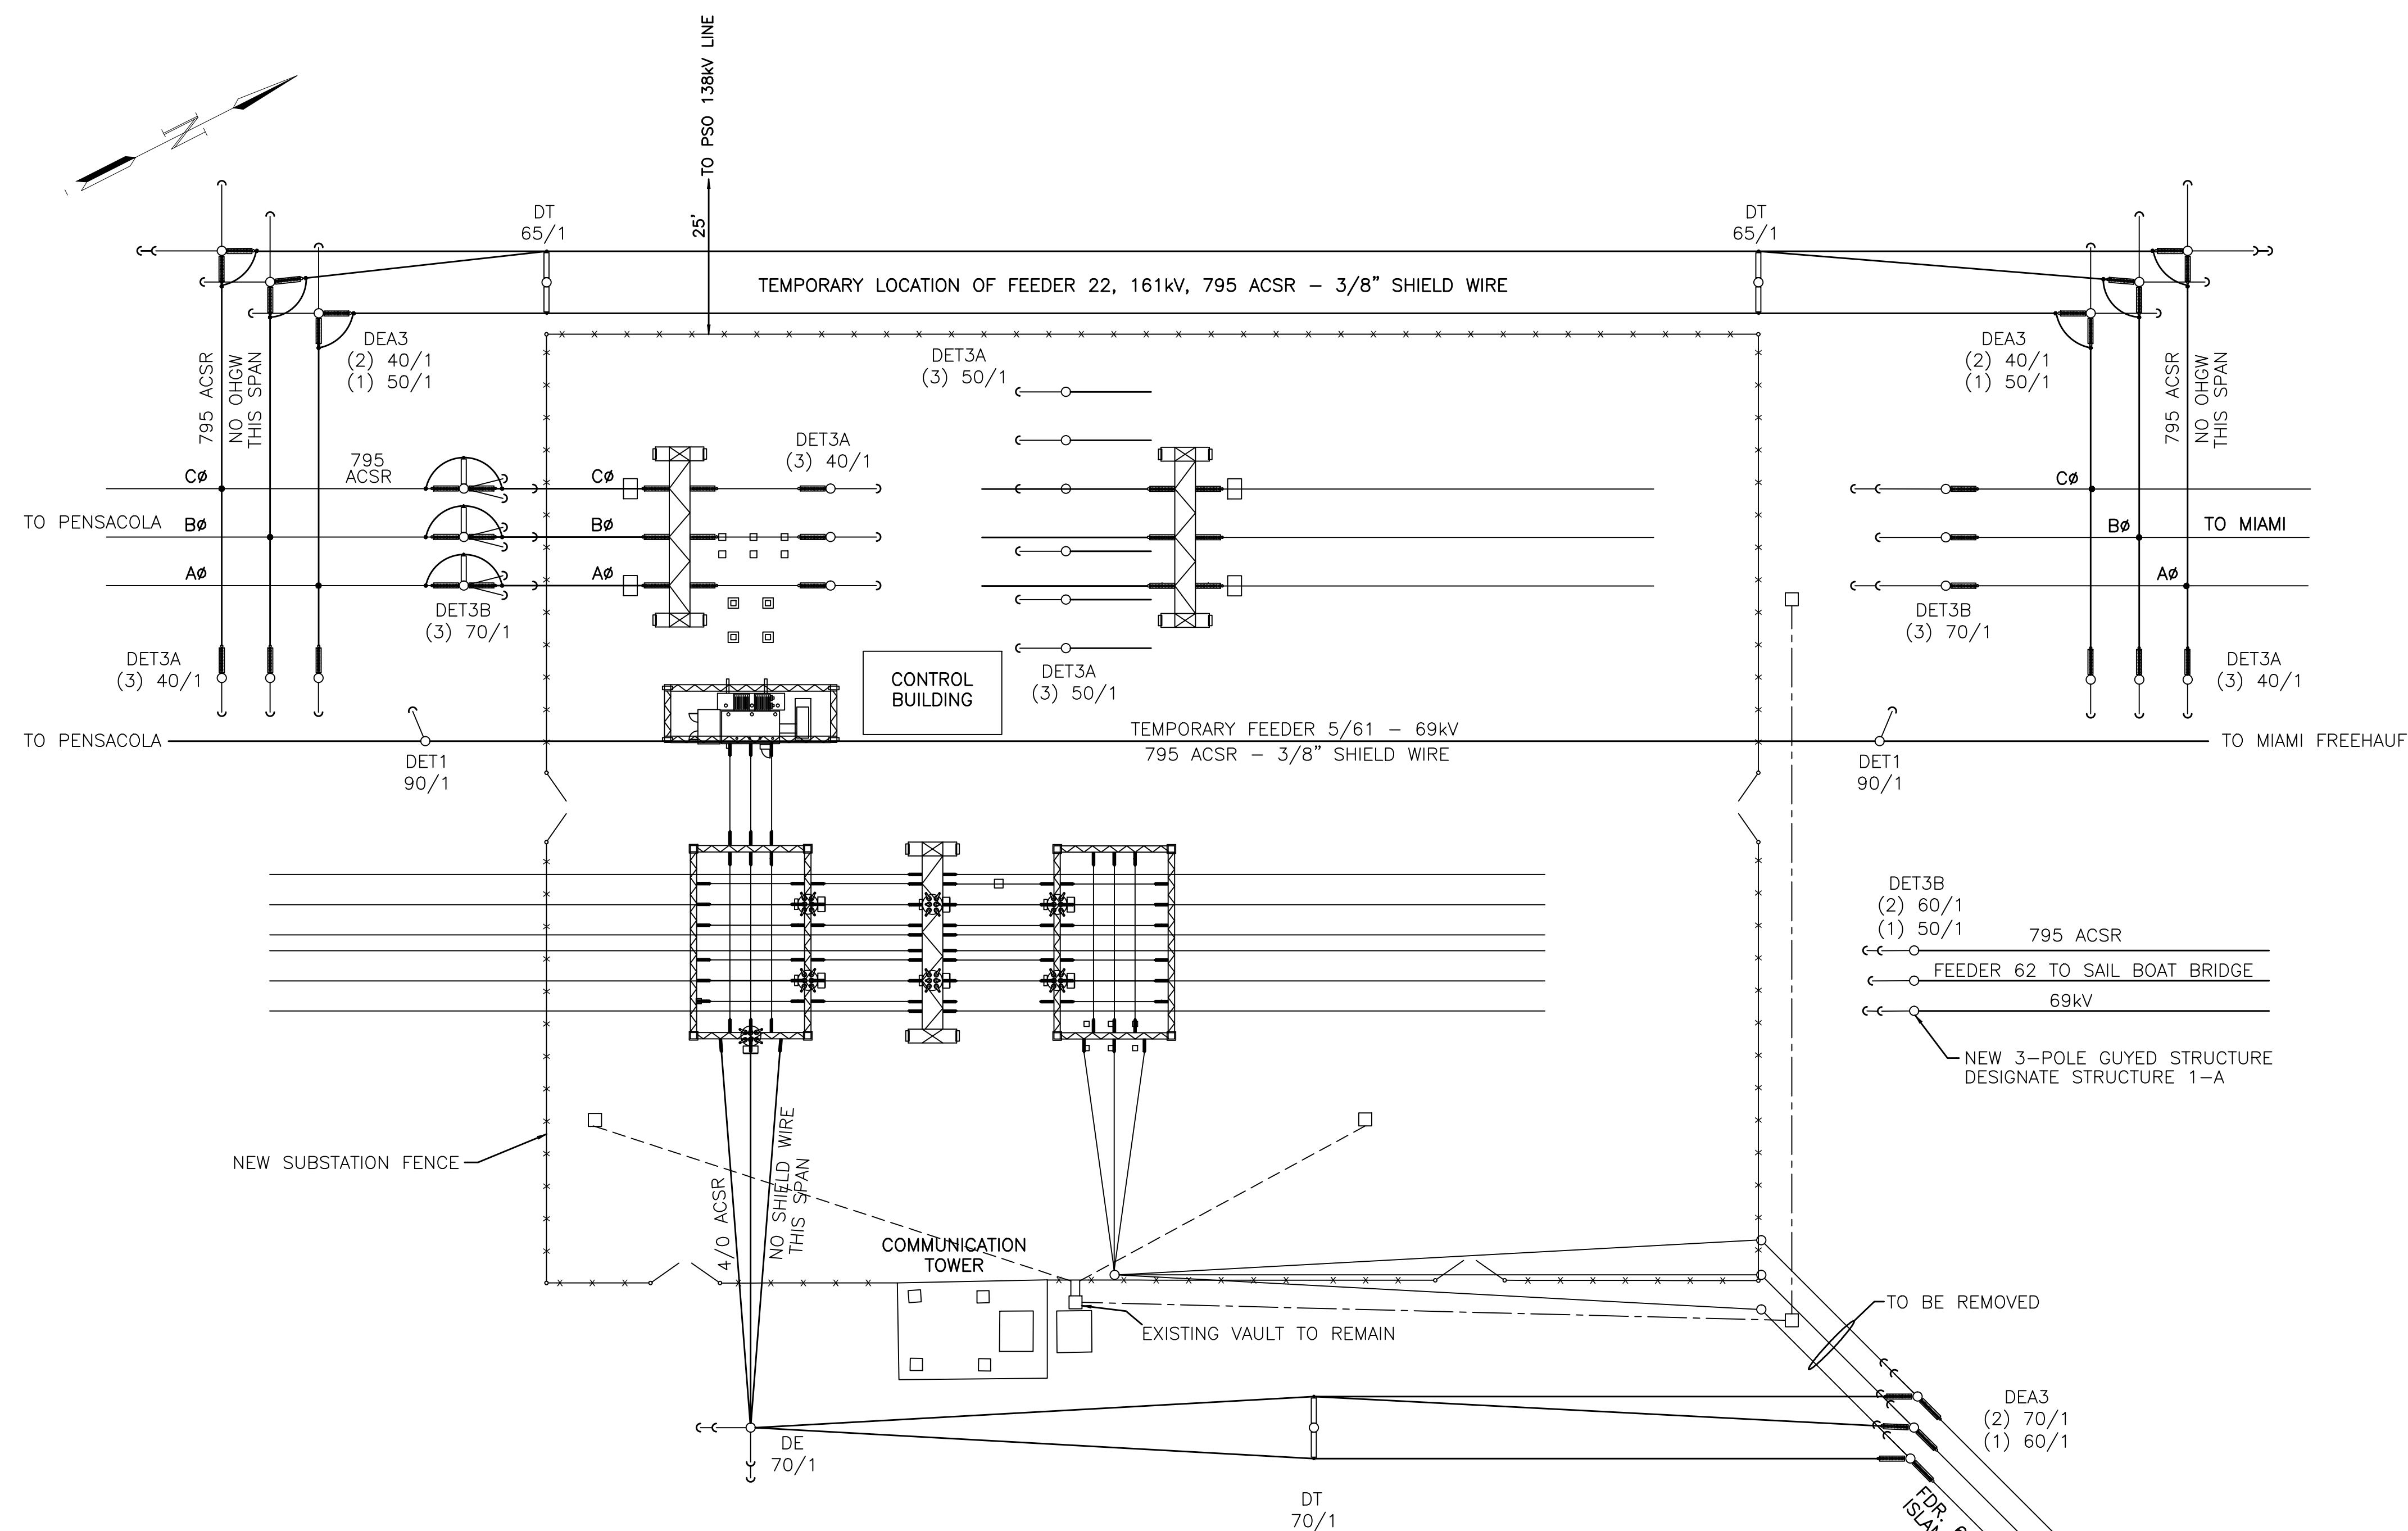 TO PSO 138kV LINE
25'
N
DT
65/1
DT
65/1
TEMPORARY LOCATION OF FEEDER 22, 161kV, 795 ACSR – 3/8" SHIELD WIRE
DEA3
(2) 40/1
(1) 50/1
795 ACSR
NO OHGW
THIS SPAN
DET3A
(3) 50/1
DEA3
(2) 40/1
(1) 50/1
795 ACSR
NO OHGW
THIS SPAN
795
ACSR
DET3A
(3) 40/1
CØ
CØ
CØ
TO PENSACOLA
BØ
BØ
BØ
TO MIAMI
AØ
AØ
AØ
DET3B
(3) 70/1
DET3B
(3) 70/1
DET3A
(3) 40/1
CONTROL
BUILDING
DET3A
(3) 50/1
DET3A
(3) 40/1
TO PENSACOLA
TEMPORARY FEEDER 5/61 – 69kV
795 ACSR – 3/8" SHIELD WIRE
TO MIAMI FREEHAUF
DET1
90/1
DET1
90/1
DET3B
(2) 60/1
(1) 50/1
795 ACSR
FEEDER 62 TO SAIL BOAT BRIDGE
69kV
NEW 3–POLE GUYED STRUCTURE
DESIGNATE STRUCTURE 1–A
NEW SUBSTATION FENCE
4/0 ACSR
NO SHIELD WIRE
THIS SPAN
COMMUNICATION
TOWER
TO BE REMOVED
EXISTING VAULT TO REMAIN
DEA3
(2) 70/1
(1) 60/1
DE
70/1
DT
70/1
FDR.